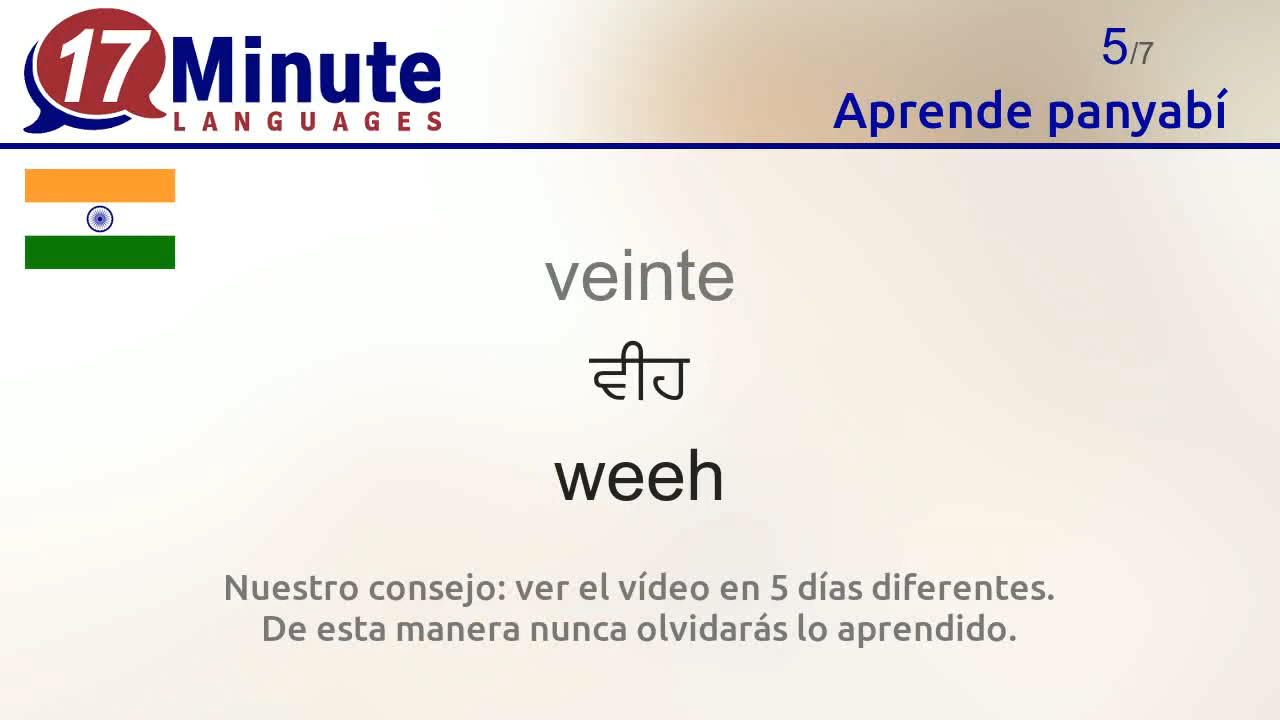 17 Minute
LANGUAGES
5/7
Aprende panyabí
veinte
ਵੀਹ
weeh
Nuestro consejo: ver el vídeo en 5 días diferentes.
De esta manera nunca olvidarás lo aprendido.